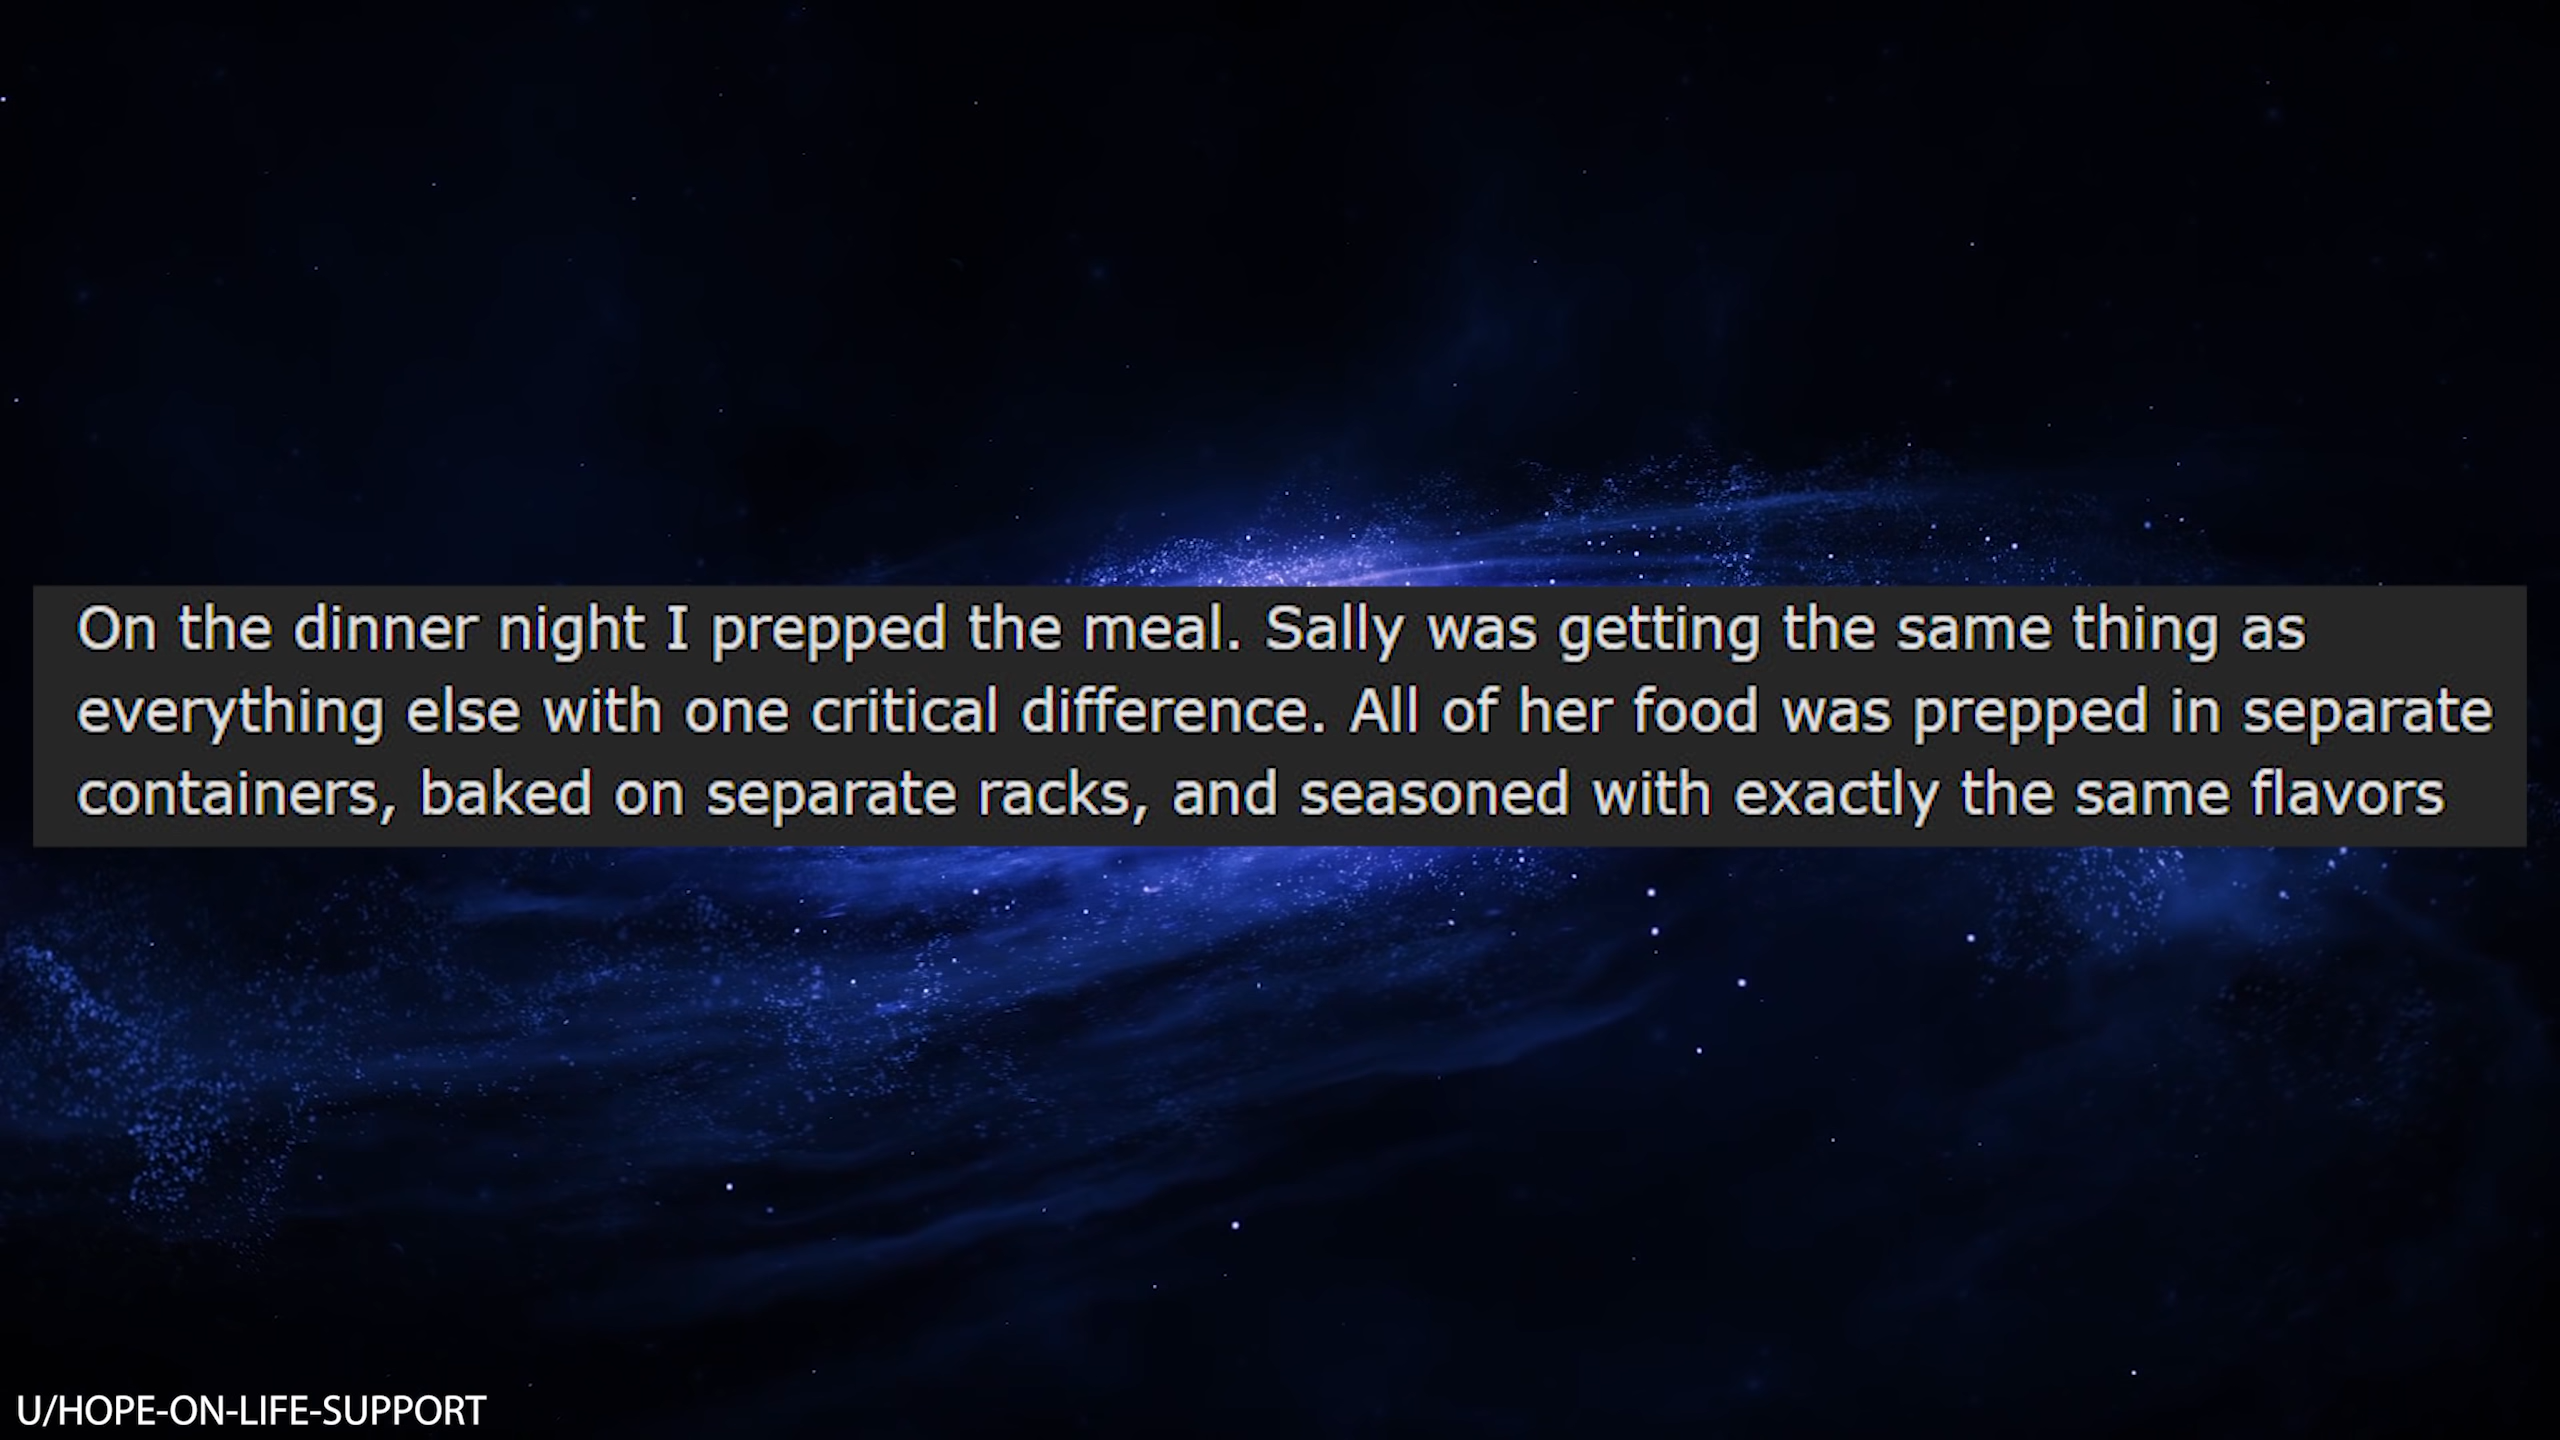 On the dinner night I prepped the meal. Sally was getting the same thing as
everything else with one critical difference. All of her food was prepped in separate
containers, baked on separate racks, and seasoned with exactly the same flavors
U/HOPE-ON-LIFE-SUPPORT